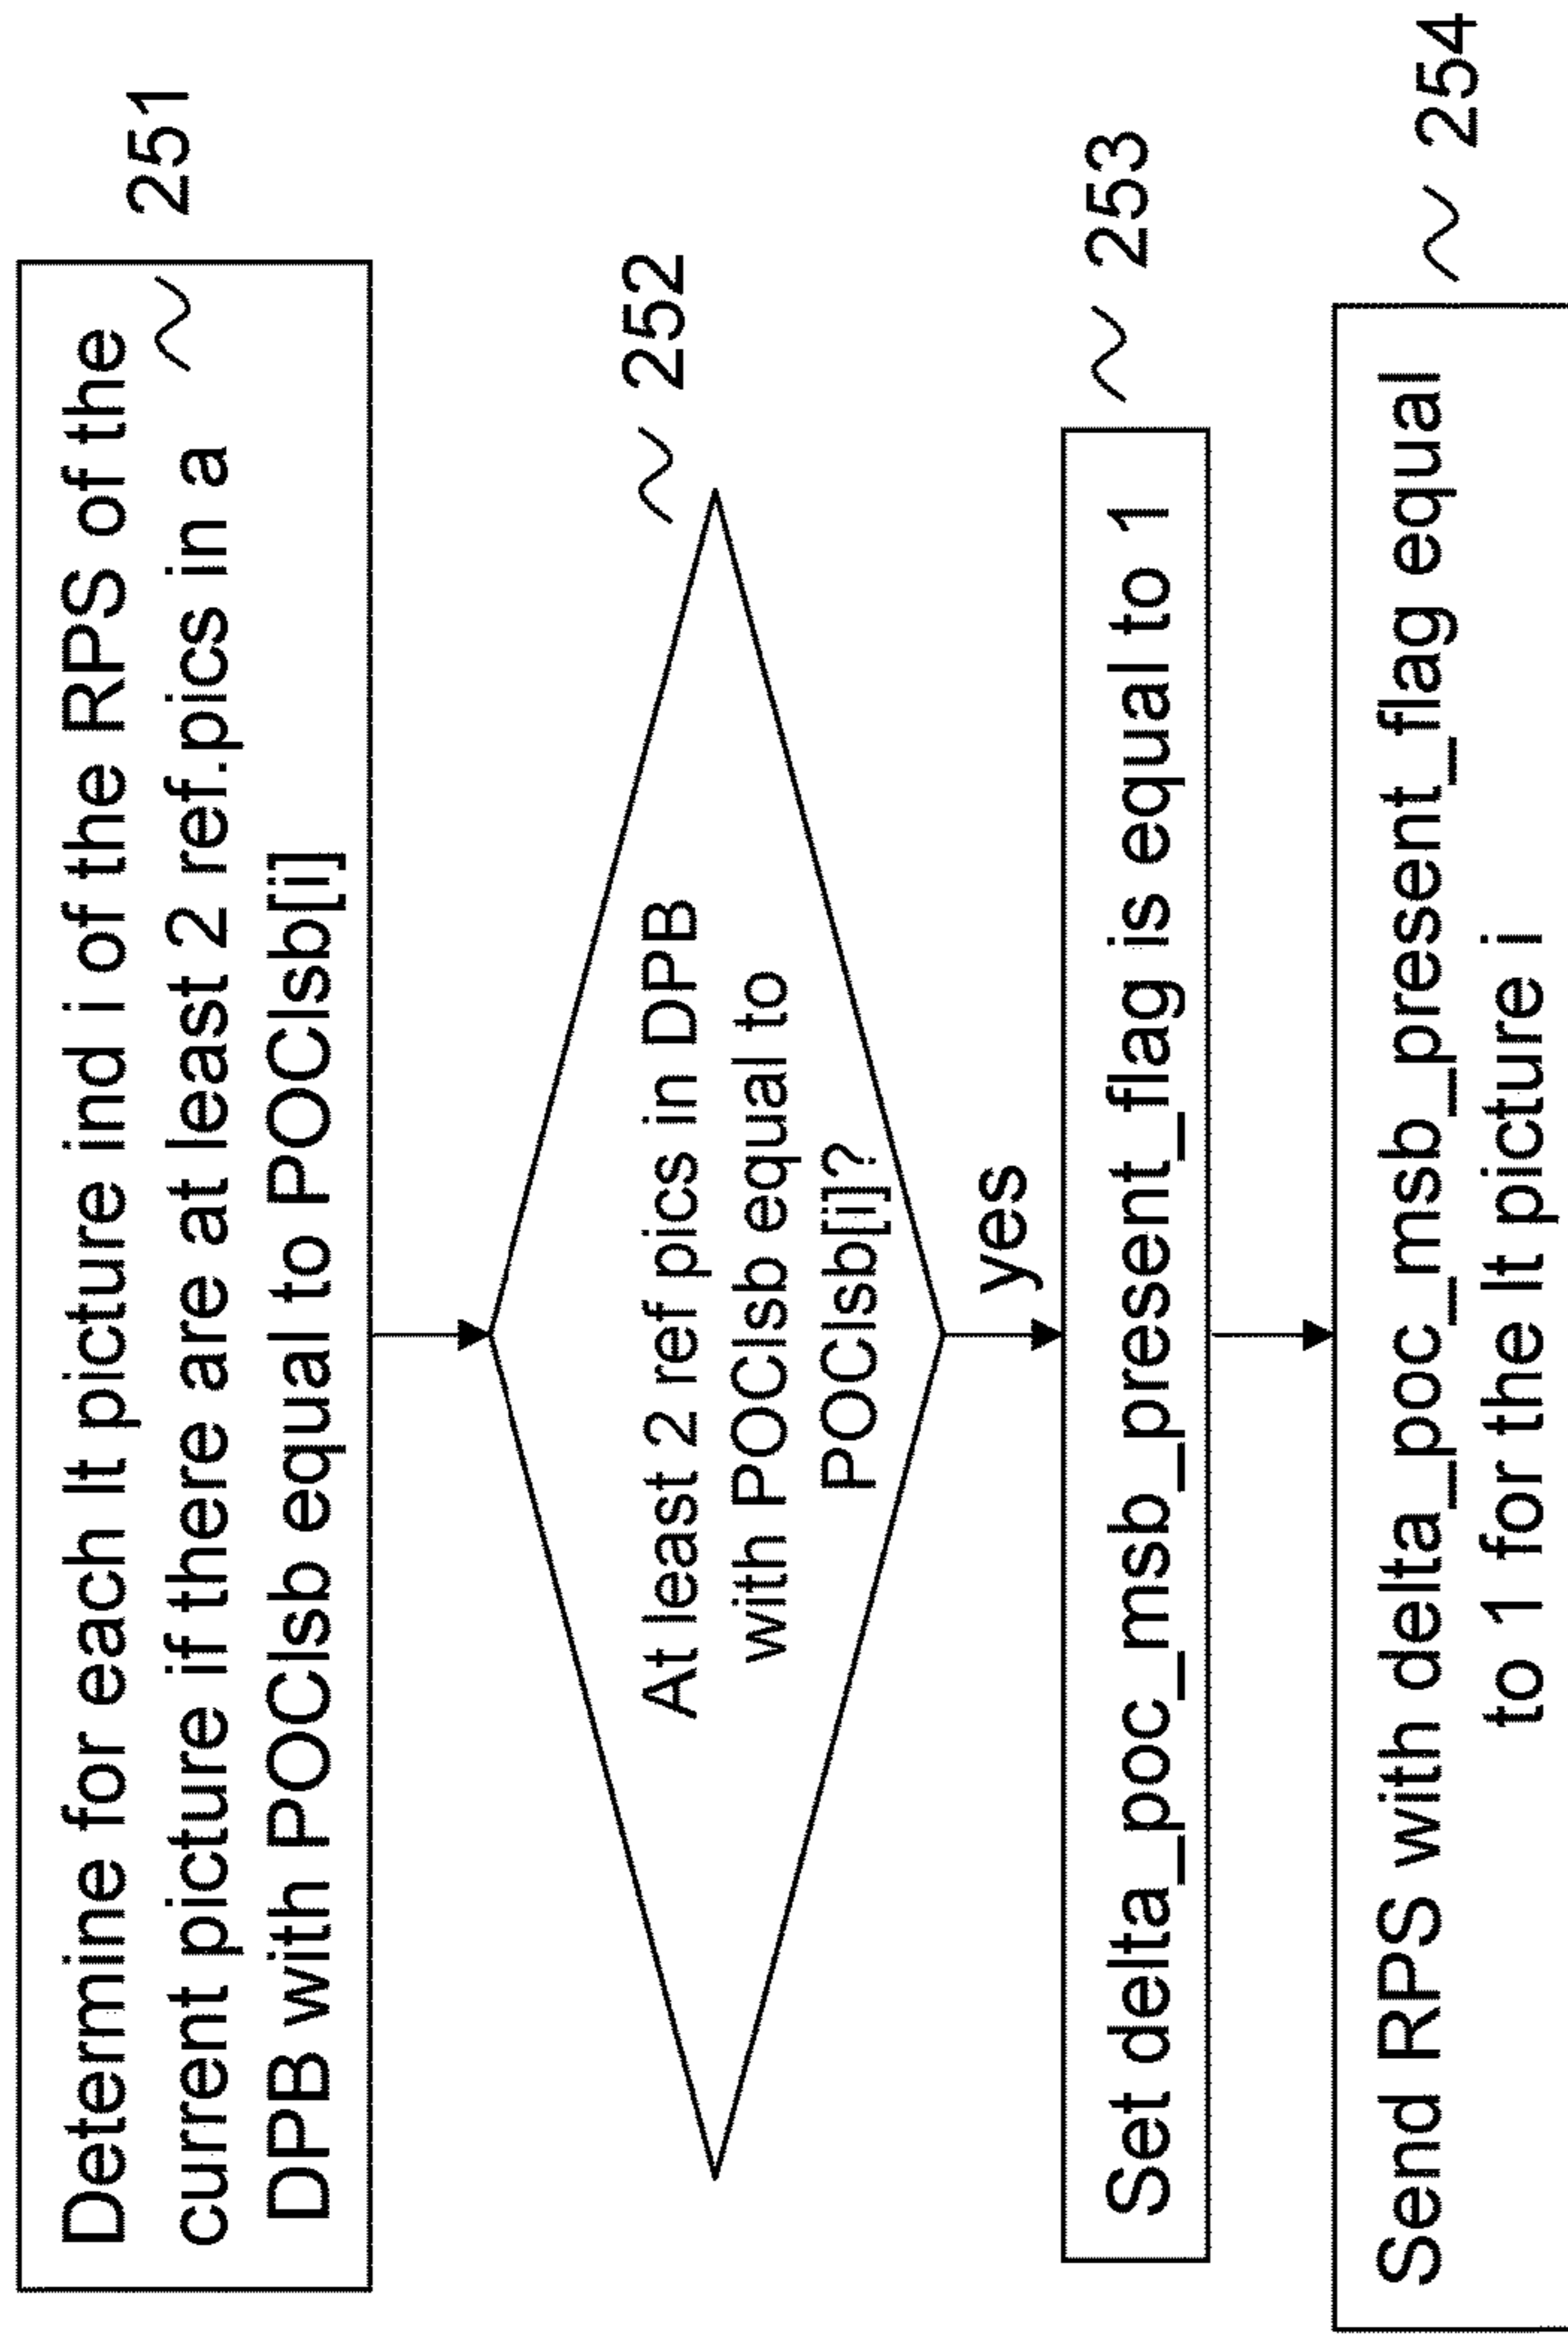 Determine for each lt picture ind i of the RPS of the
current picture if there are at least 2 ref.pics in a
DPB with POClsb equal to POClsb[i]
251
At least 2 ref pics in DPB
with POClsb equal to
POClsb[i]?
252
yes
Set delta_poc_msb_present_flag is equal to 1
253
Send RPS with delta_poc_msb_present_flag equal
to 1 for the lt picture i
254